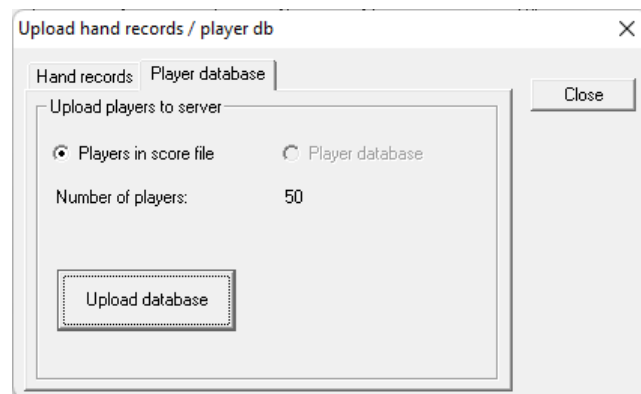 Upload hand records / player db
Hand records Player database
Close
Upload players to server
Players in score file Player database
Number of players: 50
Upload database